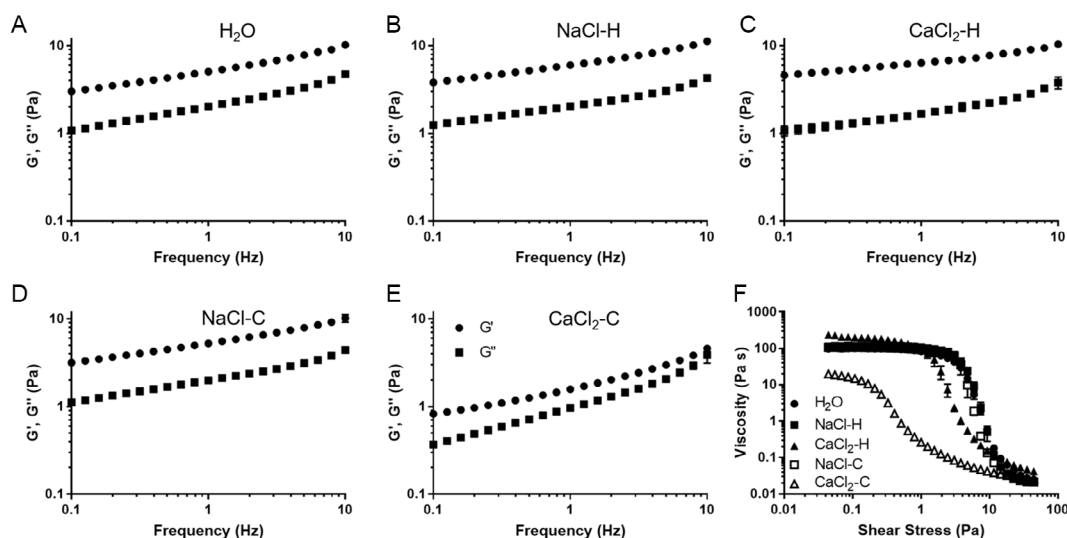 A
H₂O
10
1
0.1
G', G'' (Pa)
0.1
1
10
Frequency (Hz)
B
NaCl-H
10
1
0.1
G', G'' (Pa)
0.1
1
10
Frequency (Hz)
C
CaCl₂-H
10
1
0.1
G', G'' (Pa)
0.1
1
10
Frequency (Hz)
D
NaCl-C
10
1
0.1
G', G'' (Pa)
0.1
1
10
Frequency (Hz)
E
CaCl₂-C
G'
G''
10
1
0.1
G', G'' (Pa)
0.1
1
10
Frequency (Hz)
F
1000
100
10
1
0.1
0.01
Viscosity (Pa s)
H₂O
NaCl-H
CaCl₂-H
NaCl-C
CaCl₂-C
0.01
0.1
1
10
100
Shear Stress (Pa)